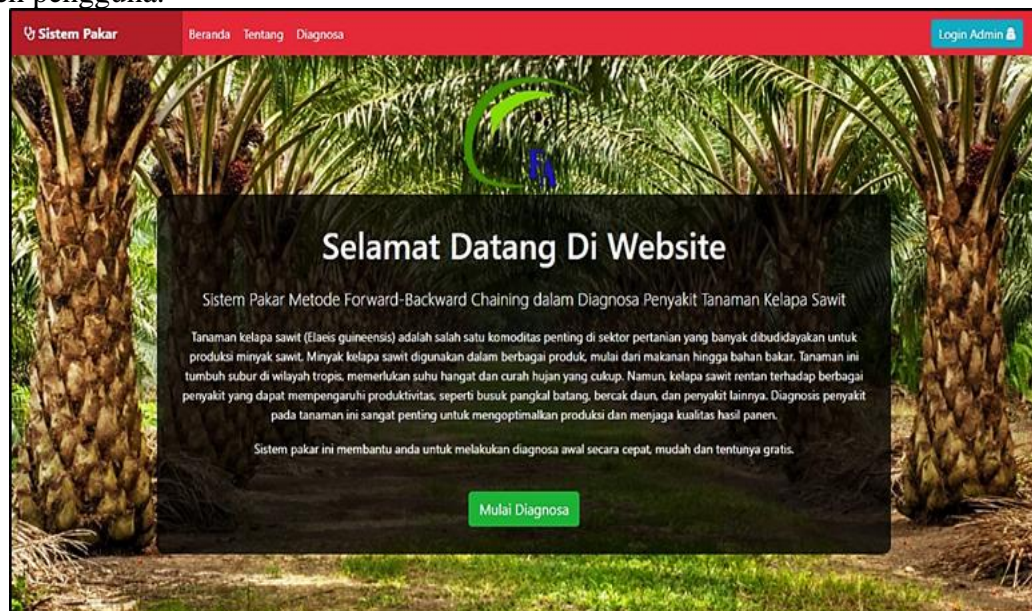 pengguna.
Sistem Pakar
Beranda Tentang Diagnosa
Login Admin
FA
Selamat Datang Di Website
Sistem Pakar Metode Forward-Backward Chaining dalam Diagnosa Penyakit Tanaman Kelapa Sawit
Tanaman kelapa sawit (Elaeis guineensis) adalah salah satu komoditas penting di sektor pertanian yang banyak dibudidayakan untuk
produksi minyak sawit. Minyak kelapa sawit digunakan dalam berbagai produk, mulai dari makanan hingga bahan bakar. Tanaman ini
tumbuh subur di wilayah tropis, memerlukan suhu hangat dan curah hujan yang cukup. Namun, kelapa sawit rentan terhadap berbagai
penyakit yang dapat mempengaruhi produktivitas, seperti busuk pangkal batang, bercak daun, dan penyakit lainnya. Diagnosis penyakit
pada tanaman ini sangat penting untuk mengoptimalkan produksi dan menjaga kualitas hasil panen.
Sistem pakar ini membantu anda untuk melakukan diagnosa awal secara cepat, mudah dan tentunya gratis.
Mulai Diagnosa